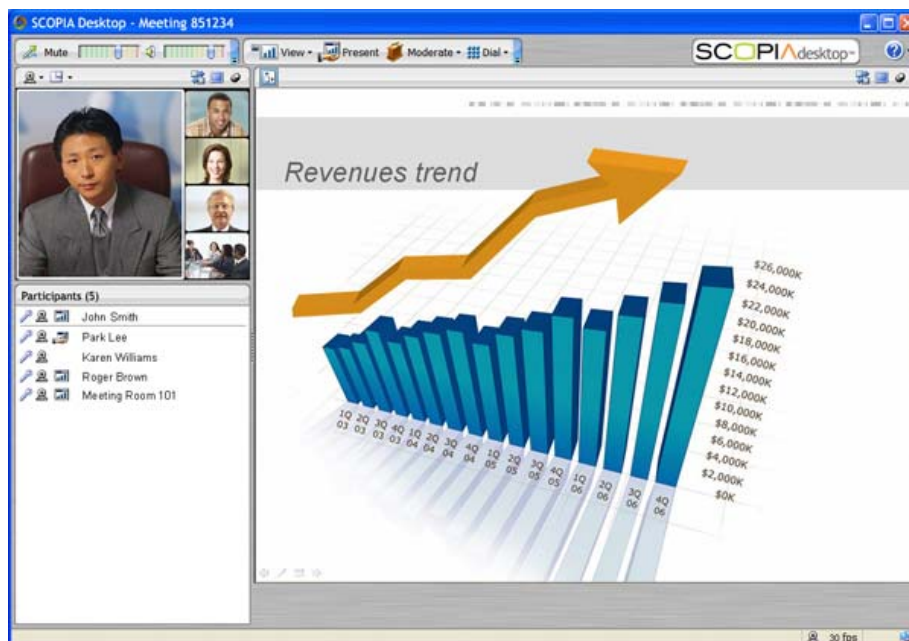 SCOPIA Desktop - Meeting 851234
Mute View Present Moderate Dial SCOPIA desktop™
Revenues trend
Participants (5)
John Smith
Park Lee
Karen Williams
Roger Brown
Meeting Room 101
$26,000K
$24,000K
$22,000K
$20,000K
$18,000K
$16,000K
$14,000K
$12,000K
$10,000K
$8,000K
$6,000K
$4,000K
$2,000K
$0K
1Q 03
2Q 03
3Q 03
4Q 03
1Q 04
2Q 04
3Q 04
4Q 04
1Q 05
2Q 05
3Q 05
4Q 05
1Q 06
2Q 06
3Q 06
4Q 06
30 fps